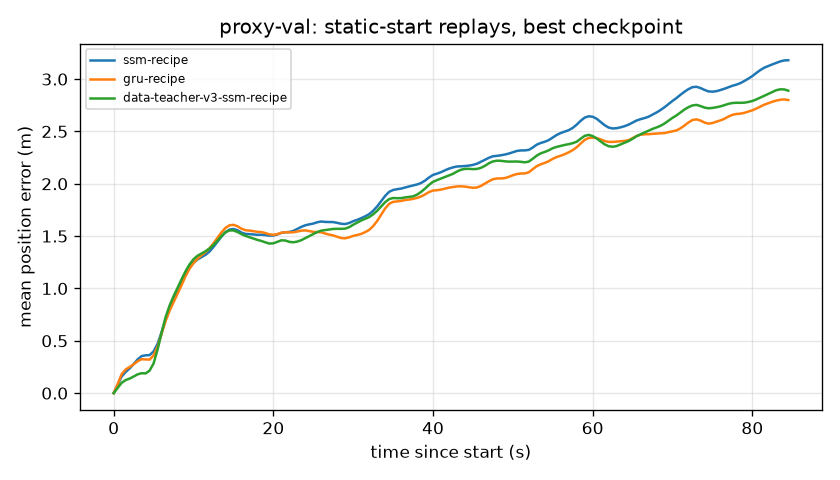 proxy-val: static-start replays, best checkpoint
ssm-recipe
gru-recipe
data-teacher-v3-ssm-recipe
mean position error (m)
3.0
2.5
2.0
1.5
1.0
0.5
0.0
0 20 40 60 80
time since start (s)